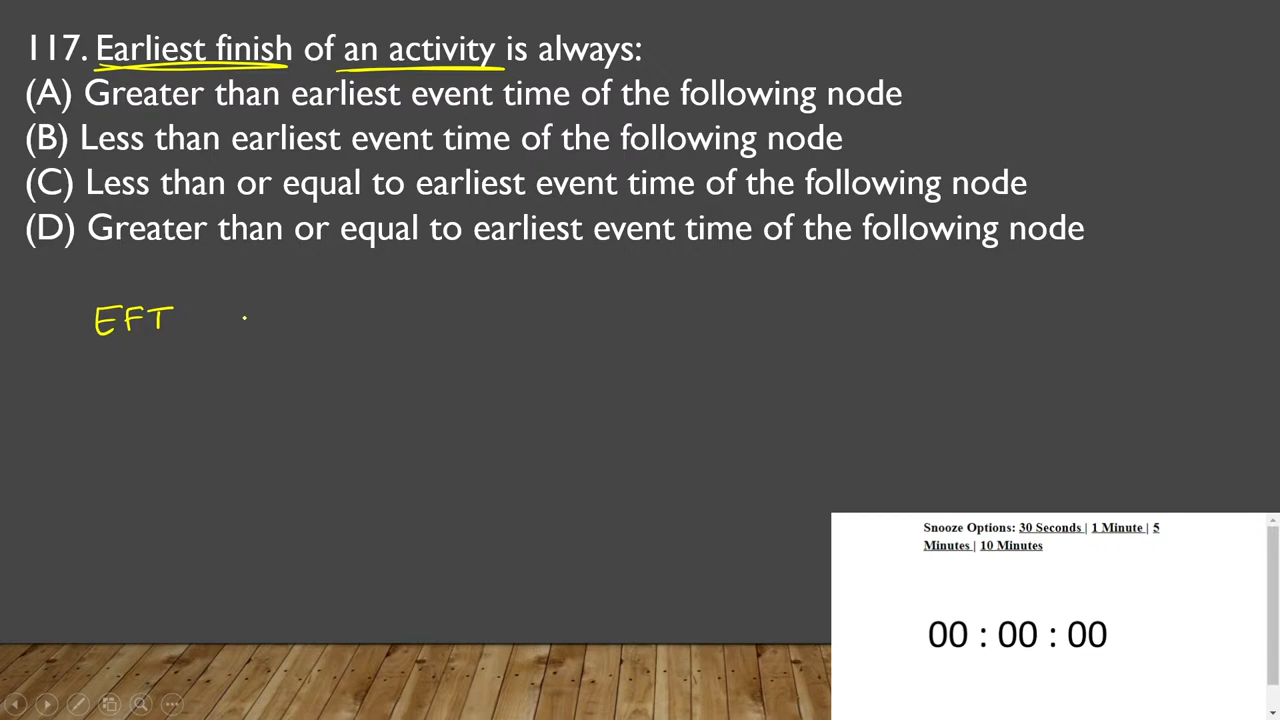 117. Earliest finish of an activity is always:
(A) Greater than earliest event time of the following node
(B) Less than earliest event time of the following node
(C) Less than or equal to earliest event time of the following node
(D) Greater than or equal to earliest event time of the following node
EFT
Snooze Options: 30 Seconds | 1 Minute | 5
Minutes | 10 Minutes
00 : 00 : 00